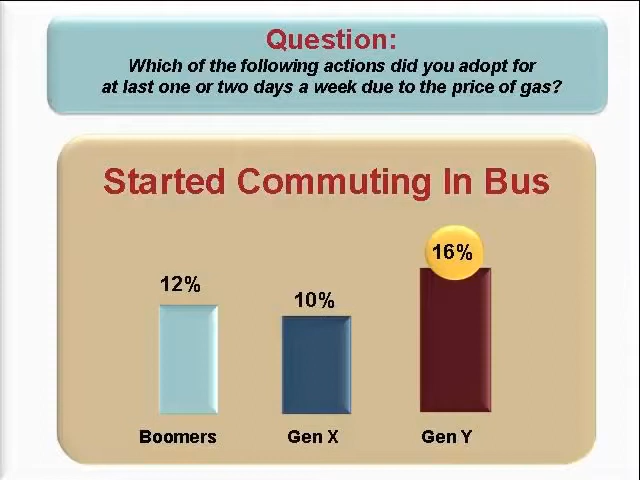 Question:
Which of the following actions did you adopt for
at last one or two days a week due to the price of gas?
Started Commuting In Bus
16%
12%
10%
Boomers Gen X Gen Y